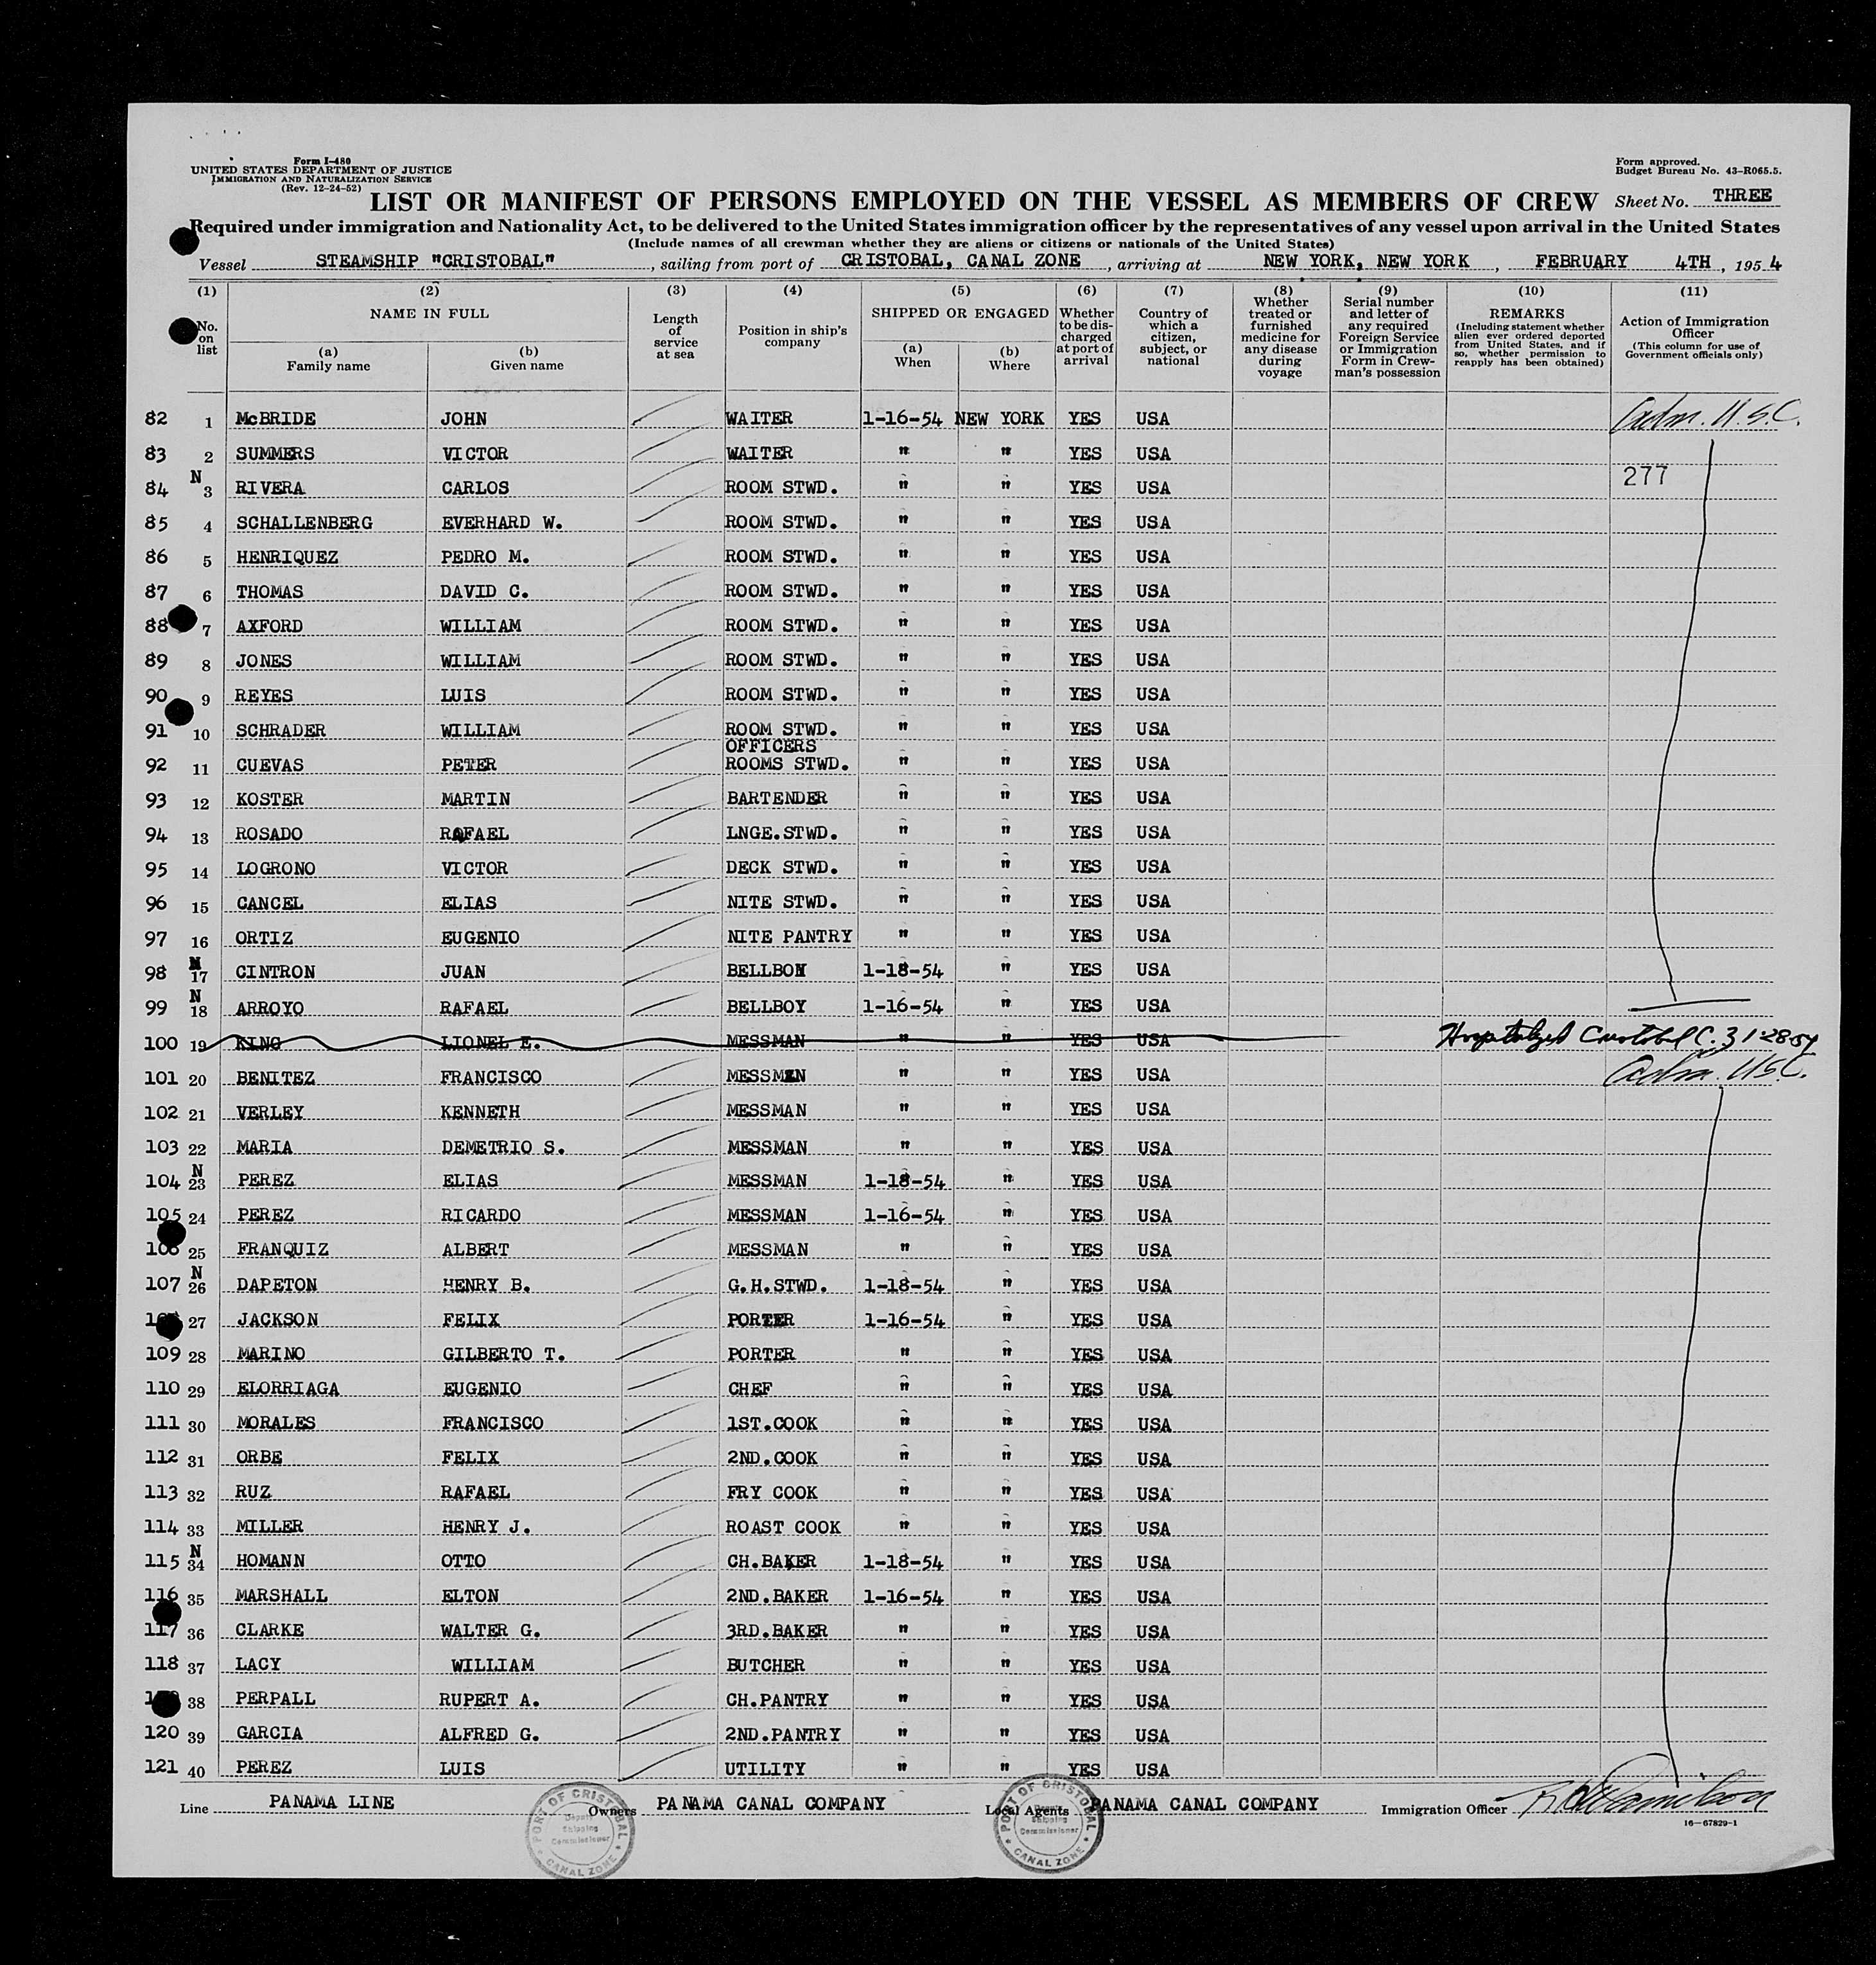 Form I-480
UNITED STATES DEPARTMENT OF JUSTICE
IMMIGRATION AND NATURALIZATION SERVICE
(Rev. 12-24-52)
Form approved.
Budget Bureau No. 43-R065.5.
LIST OR MANIFEST OF PERSONS EMPLOYED ON THE VESSEL AS MEMBERS OF CREW Sheet No. THREE
Required under immigration and Nationality Act, to be delivered to the United States immigration officer by the representatives of any vessel upon arrival in the United States
(Include names of all crewman whether they are aliens or citizens or nationals of the United States)
Vessel STEAMSHIP "CRISTOBAL", sailing from port of CRISTOBAL, CANAL ZONE, arriving at NEW YORK, NEW YORK, FEBRUARY 4TH, 1954
(1) No. on list
(2) NAME IN FULL
(a) Family name
(b) Given name
(3) Length of service at sea
(4) Position in ship's company
(5) SHIPPED OR ENGAGED
(a) When
(b) Where
(6) Whether to be discharged at port of arrival
(7) Country of which a citizen, subject, or national
(8) Whether treated or furnished medicine for any disease during voyage
(9) Serial number and letter of any required Foreign Service or Immigration Form in Crewman's possession
(10) REMARKS (Including statement whether alien ever ordered deported from United States, and if so, whether permission to reapply has been obtained)
(11) Action of Immigration Officer (This column for use of Government officials only)
82 1 McBRIDE JOHN WAITER 1-16-54 NEW YORK YES USA Adm. U.S.C.
83 2 SUMMERS VICTOR WAITER " " YES USA
84 N 3 RIVERA CARLOS ROOM STWD. " " YES USA 277
85 4 SCHALLENBERG EVERHARD W. ROOM STWD. " " YES USA
86 5 HENRIQUEZ PEDRO M. ROOM STWD. " " YES USA
87 6 THOMAS DAVID C. ROOM STWD. " " YES USA
88 7 AXFORD WILLIAM ROOM STWD. " " YES USA
89 8 JONES WILLIAM ROOM STWD. " " YES USA
90 9 REYES LUIS ROOM STWD. " " YES USA
91 10 SCHRADER WILLIAM ROOM STWD. " " YES USA
92 11 CUEVAS PETER OFFICERS ROOMS STWD. " " YES USA
93 12 KOSTER MARTIN BARTENDER " " YES USA
94 13 ROSADO RAFAEL LNGE.STWD. " " YES USA
95 14 LOGRONO VICTOR DECK STWD. " " YES USA
96 15 CANCEL ELIAS NITE STWD. " " YES USA
97 16 ORTIZ EUGENIO NITE PANTRY " " YES USA
98 N 17 CINTRON JUAN BELLBOY 1-18-54 " YES USA
99 N 18 ARROYO RAFAEL BELLBOY 1-16-54 " YES USA
100 19 KING LIONEL E. MESSMAN " " YES USA Hospitalized Cristobal C.Z 1-28-54
101 20 BENITEZ FRANCISCO MESSMAN " " YES USA Adm. USC.
102 21 VERLEY KENNETH MESSMAN " " YES USA
103 22 MARIA DEMETRIO S. MESSMAN " " YES USA
104 N 23 PEREZ ELIAS MESSMAN 1-18-54 " YES USA
105 24 PEREZ RICARDO MESSMAN 1-16-54 " YES USA
106 25 FRANQUIZ ALBERT MESSMAN " " YES USA
107 N 26 DAPETON HENRY B. G.H.STWD. 1-18-54 " YES USA
27 JACKSON FELIX PORTER 1-16-54 " YES USA
109 28 MARINO GILBERTO T. PORTER " " YES USA
110 29 ELORRIAGA EUGENIO CHEF " " YES USA
111 30 MORALES FRANCISCO 1ST.COOK " " YES USA
112 31 ORBE FELIX 2ND.COOK " " YES USA
113 32 RUZ RAFAEL FRY COOK " " YES USA
114 33 MILLER HENRY J. ROAST COOK " " YES USA
115 N 34 HOMANN OTTO CH.BAKER 1-18-54 " YES USA
116 35 MARSHALL ELTON 2ND.BAKER 1-16-54 " YES USA
117 36 CLARKE WALTER G. 3RD.BAKER " " YES USA
118 37 LACY WILLIAM BUTCHER " " YES USA
38 PERPALL RUPERT A. CH.PANTRY " " YES USA
120 39 GARCIA ALFRED G. 2ND.PANTRY " " YES USA
121 40 PEREZ LUIS UTILITY " " YES USA
Line PANAMA LINE Owners PANAMA CANAL COMPANY Local Agents PANAMA CANAL COMPANY Immigration Officer
PORT OF CRISTOBAL Deputy Shipping Commissioner CANAL ZONE
PORT OF CRISTOBAL Deputy Shipping Commissioner CANAL ZONE
16-67829-1